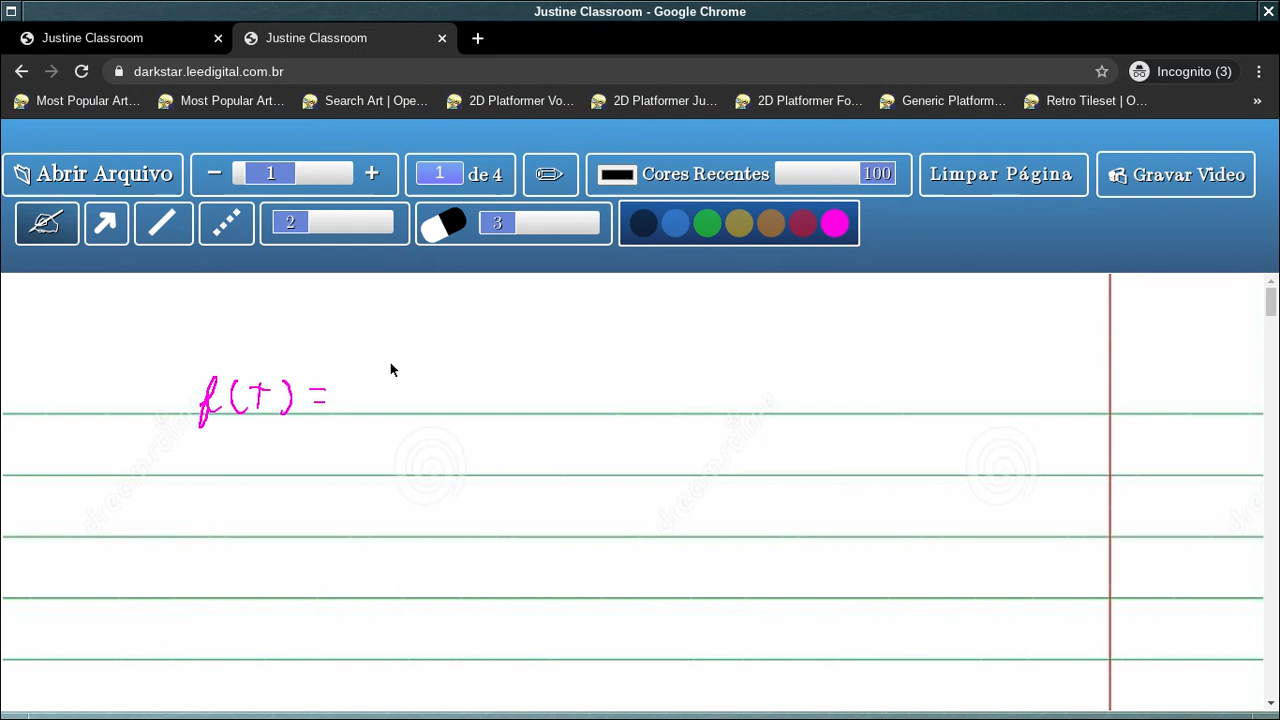 Justine Classroom - Google Chrome
Justine Classroom
Justine Classroom
darkstar.leedigital.com.br
Incognito (3)
Most Popular Art...
Most Popular Art...
Search Art | Ope...
2D Platformer Vo...
2D Platformer Ju...
2D Platformer Fo...
Generic Platform...
Retro Tileset | O...
»
Abrir Arquivo
− 1 +
1 de 4
Cores Recentes
100
Limpar Página
Gravar Video
2
3
f(t) =
dreamstime
dreamstime